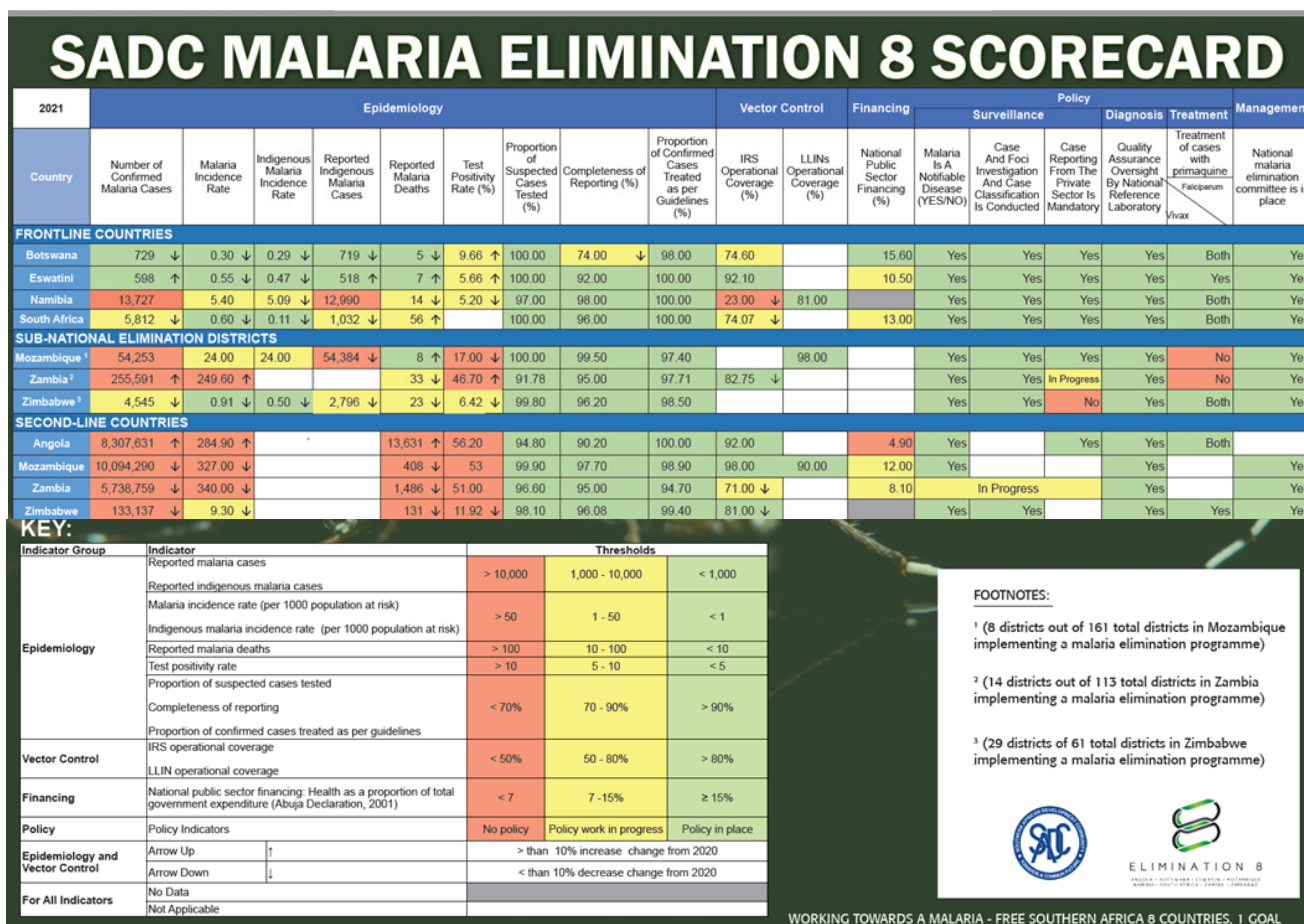 SADC MALARIA ELIMINATION 8 SCORECARD
2021 Epidemiology Vector Control Financing Policy Managemen
Surveillance Diagnosis Treatment
Country
Number of Confirmed Malaria Cases
Malaria Incidence Rate
Indigenous Malaria Incidence Rate
Reported Indigenous Malaria Cases
Reported Malaria Deaths
Test Positivity Rate (%)
Proportion of Suspected Cases Tested (%)
Completeness of Reporting (%)
Proportion of Confirmed Cases Treated as per Guidelines (%)
IRS Operational Coverage (%)
LLINs Operational Coverage (%)
National Public Sector Financing (%)
Malaria Is A Notifiable Disease (YES/NO)
Case And Foci Investigation And Case Classification Is Conducted
Case Reporting From The Private Sector Is Mandatory
Quality Assurance Oversight By National Reference Laboratory
Treatment of cases with primaquine
Falciparum
Vivax
National malaria elimination committee is i place
FRONTLINE COUNTRIES
Botswana 729 ↓ 0.30 ↓ 0.29 ↓ 719 ↓ 5 ↓ 9.66 ↑ 100.00 74.00 ↓ 98.00 74.60 15.60 Yes Yes Yes Yes Both Ye
Eswatini 598 ↑ 0.55 ↓ 0.47 ↓ 518 ↑ 7 ↑ 5.66 ↑ 100.00 92.00 100.00 92.10 10.50 Yes Yes Yes Yes Yes Ye
Namibia 13,727 5.40 5.09 ↓ 12,990 14 ↓ 5.20 ↓ 97.00 98.00 100.00 23.00 ↓ 81.00 Yes Yes Yes Yes Both Ye
South Africa 5,812 ↓ 0.60 ↓ 0.11 ↓ 1,032 ↓ 56 ↑ 100.00 96.00 100.00 74.07 ↓ 13.00 Yes Yes Yes Yes Both Ye
SUB-NATIONAL ELIMINATION DISTRICTS
Mozambique ¹ 54,253 24.00 24.00 54,384 ↓ 8 ↑ 17.00 ↓ 100.00 99.50 97.40 98.00 Yes Yes Yes Yes No Ye
Zambia ² 255,591 ↑ 249.60 ↑ 33 ↓ 46.70 ↑ 91.78 95.00 97.71 82.75 ↓ Yes Yes In Progress Yes No Ye
Zimbabwe ³ 4,545 ↓ 0.91 ↓ 0.50 ↓ 2,796 ↓ 23 ↓ 6.42 ↓ 99.80 96.20 98.50 Yes Yes No Yes Both Ye
SECOND-LINE COUNTRIES
Angola 8,307,631 ↑ 284.90 ↑ 13,631 ↑ 56.20 94.80 90.20 100.00 92.00 4.90 Yes Yes Yes Both
Mozambique 10,094,290 ↓ 327.00 ↓ 408 ↓ 53 99.90 97.70 98.90 98.00 90.00 12.00 Yes Yes Ye
Zambia 5,738,759 ↓ 340.00 ↓ 1,486 ↓ 51.00 96.60 95.00 94.70 71.00 ↓ 8.10 In Progress Yes Ye
Zimbabwe 133,137 ↓ 9.30 ↓ 131 ↓ 11.92 ↓ 98.10 96.08 99.40 81.00 ↓ Yes Yes Yes Yes Ye
KEY:
Indicator Group Indicator Thresholds
Epidemiology
Reported malaria cases
Reported indigenous malaria cases
> 10,000 1,000 - 10,000 < 1,000
Malaria incidence rate (per 1000 population at risk)
Indigenous malaria incidence rate (per 1000 population at risk)
> 50 1 - 50 < 1
Reported malaria deaths > 100 10 - 100 < 10
Test positivity rate > 10 5 - 10 < 5
Proportion of suspected cases tested
Completeness of reporting
Proportion of confirmed cases treated as per guidelines
< 70% 70 - 90% > 90%
Vector Control
IRS operational coverage
LLIN operational coverage
< 50% 50 - 80% > 80%
Financing
National public sector financing: Health as a proportion of total
government expenditure (Abuja Declaration, 2001)
< 7 7 -15% ≥ 15%
Policy Policy Indicators No policy Policy work in progress Policy in place
Epidemiology and
Vector Control
Arrow Up ↑ > than 10% increase change from 2020
Arrow Down ↓ < than 10% decrease change from 2020
For All Indicators
No Data
Not Applicable
FOOTNOTES:
¹ (8 districts out of 161 total districts in Mozambique
implementing a malaria elimination programme)
² (14 districts out of 113 total districts in Zambia
implementing a malaria elimination programme)
³ (29 districts of 61 total districts in Zimbabwe
implementing a malaria elimination programme)
SADC
ELIMINATION 8
WORKING TOWARDS A MALARIA - FREE SOUTHERN AFRICA 8 COUNTRIES, 1 GOAL